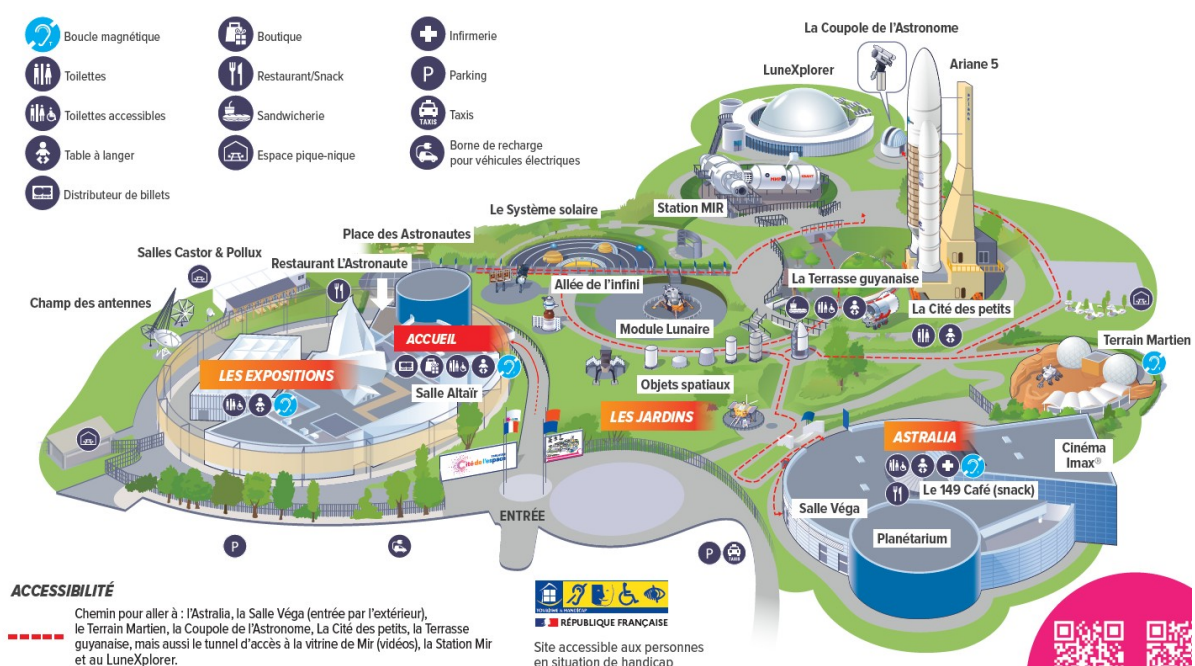 Boucle magnétique
Toilettes
Toilettes accessibles
Table à langer
Distributeur de billets
Boutique
Restaurant/Snack
Sandwicherie
Espace pique-nique
Infirmerie
P
Parking
TAXIS
Taxis
Borne de recharge
pour véhicules électriques
La Coupole de l'Astronome
LuneXplorer
Ariane 5
Station MIR
Le Système solaire
Place des Astronautes
Salles Castor & Pollux
Restaurant L'Astronaute
Champ des antennes
Allée de l'infini
La Terrasse guyanaise
La Cité des petits
Module Lunaire
Terrain Martien
ACCUEIL
LES EXPOSITIONS
Salle Altaïr
Objets spatiaux
LES JARDINS
ASTRALIA
Cinéma
Imax®
Le 149 Café (snack)
Salle Véga
Planétarium
Cité de l'espace
ENTRÉE
P
P
TAXIS
ACCESSIBILITÉ
Chemin pour aller à : l'Astralia, la Salle Véga (entrée par l'extérieur),
le Terrain Martien, la Coupole de l'Astronome, La Cité des petits, la Terrasse
guyanaise, mais aussi le tunnel d'accès à la vitrine de Mir (vidéos), la Station Mir
et au LuneXplorer.
TOURISME & HANDICAP
RÉPUBLIQUE FRANÇAISE
Site accessible aux personnes
en situation de handicap